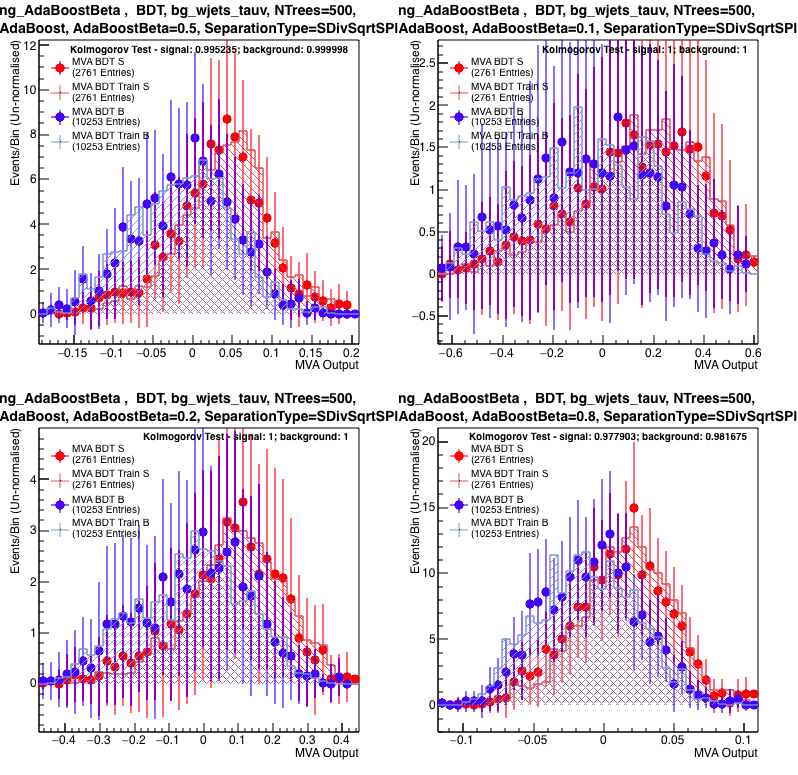 ng_AdaBoostBeta , BDT, bg_wjets_tauv, NTrees=500,
AdaBoost, AdaBoostBeta=0.5, SeparationType=SDivSqrtSPl
Kolmogorov Test - signal: 0.995235; background: 0.999998
MVA BDT S
(2761 Entries)
MVA BDT Train S
(2761 Entries)
MVA BDT B
(10253 Entries)
MVA BDT Train B
(10253 Entries)
Events/Bin (Un-normalised)
12
10
8
6
4
2
0
−0.15 −0.1 −0.05 0 0.05 0.1 0.15 0.2
MVA Output
ng_AdaBoostBeta , BDT, bg_wjets_tauv, NTrees=500,
AdaBoost, AdaBoostBeta=0.1, SeparationType=SDivSqrtSPl
Kolmogorov Test - signal: 1; background: 1
MVA BDT S
(2761 Entries)
MVA BDT Train S
(2761 Entries)
MVA BDT B
(10253 Entries)
MVA BDT Train B
(10253 Entries)
Events/Bin (Un-normalised)
2.5
2
1.5
1
0.5
0
−0.5
−0.6 −0.4 −0.2 0 0.2 0.4 0.6
MVA Output
ng_AdaBoostBeta , BDT, bg_wjets_tauv, NTrees=500,
AdaBoost, AdaBoostBeta=0.2, SeparationType=SDivSqrtSPl
Kolmogorov Test - signal: 1; background: 1
MVA BDT S
(2761 Entries)
MVA BDT Train S
(2761 Entries)
MVA BDT B
(10253 Entries)
MVA BDT Train B
(10253 Entries)
Events/Bin (Un-normalised)
4
3
2
1
0
−0.4 −0.3 −0.2 −0.1 0 0.1 0.2 0.3 0.4
MVA Output
ng_AdaBoostBeta , BDT, bg_wjets_tauv, NTrees=500,
AdaBoost, AdaBoostBeta=0.8, SeparationType=SDivSqrtSPl
Kolmogorov Test - signal: 0.977903; background: 0.981675
MVA BDT S
(2761 Entries)
MVA BDT Train S
(2761 Entries)
MVA BDT B
(10253 Entries)
MVA BDT Train B
(10253 Entries)
Events/Bin (Un-normalised)
20
15
10
5
0
−0.1 −0.05 0 0.05 0.1
MVA Output